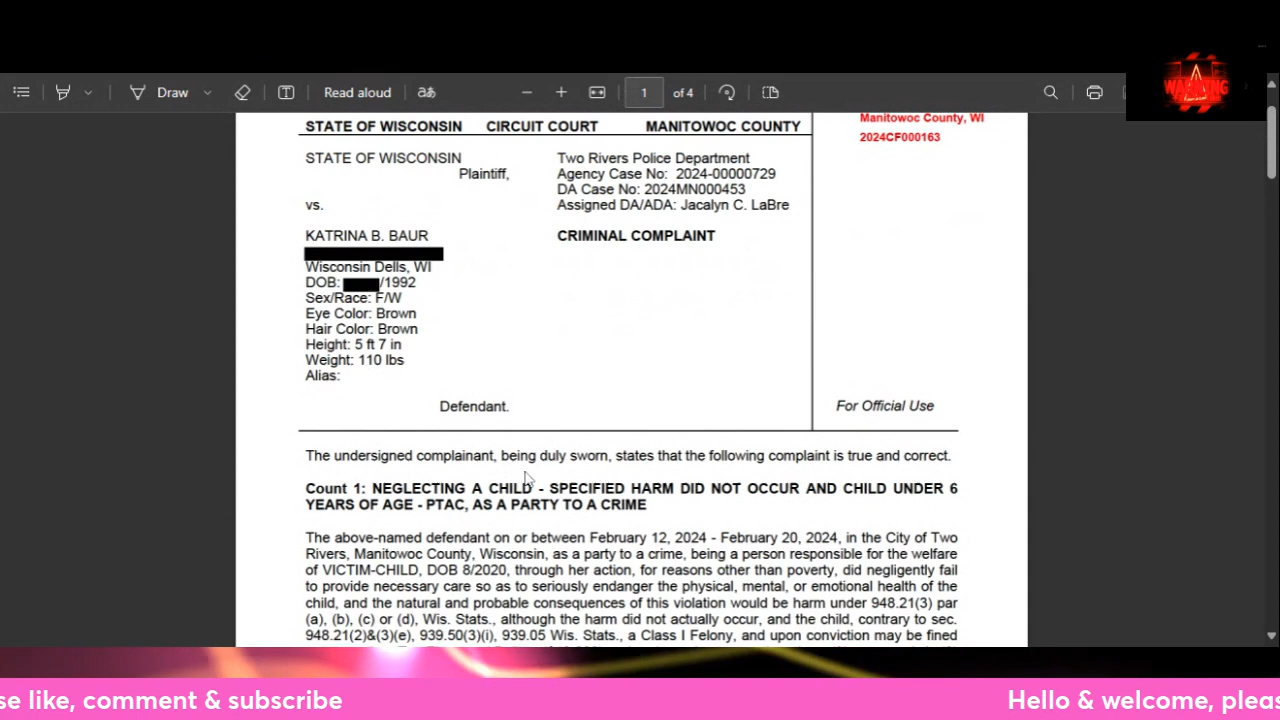 Draw
Read aloud
aあ
1
of 4
WARNING
Manitowoc County, WI
2024CF000163
STATE OF WISCONSIN CIRCUIT COURT MANITOWOC COUNTY
STATE OF WISCONSIN
Plaintiff,
vs.
KATRINA B. BAUR
Wisconsin Dells, WI
DOB: /1992
Sex/Race: F/W
Eye Color: Brown
Hair Color: Brown
Height: 5 ft 7 in
Weight: 110 lbs
Alias:
Defendant.
Two Rivers Police Department
Agency Case No: 2024-00000729
DA Case No: 2024MN000453
Assigned DA/ADA: Jacalyn C. LaBre
CRIMINAL COMPLAINT
For Official Use
The undersigned complainant, being duly sworn, states that the following complaint is true and correct.
Count 1: NEGLECTING A CHILD - SPECIFIED HARM DID NOT OCCUR AND CHILD UNDER 6
YEARS OF AGE - PTAC, AS A PARTY TO A CRIME
The above-named defendant on or between February 12, 2024 - February 20, 2024, in the City of Two
Rivers, Manitowoc County, Wisconsin, as a party to a crime, being a person responsible for the welfare
of VICTIM-CHILD, DOB 8/2020, through her action, for reasons other than poverty, did negligently fail
to provide necessary care so as to seriously endanger the physical, mental, or emotional health of the
child, and the natural and probable consequences of this violation would be harm under 948.21(3) par
(a), (b), (c) or (d), Wis. Stats., although the harm did not actually occur, and the child, contrary to sec.
948.21(2)&(3)(e), 939.50(3)(i), 939.05 Wis. Stats., a Class I Felony, and upon conviction may be fined
se like, comment & subscribe
Hello & welcome, pleas